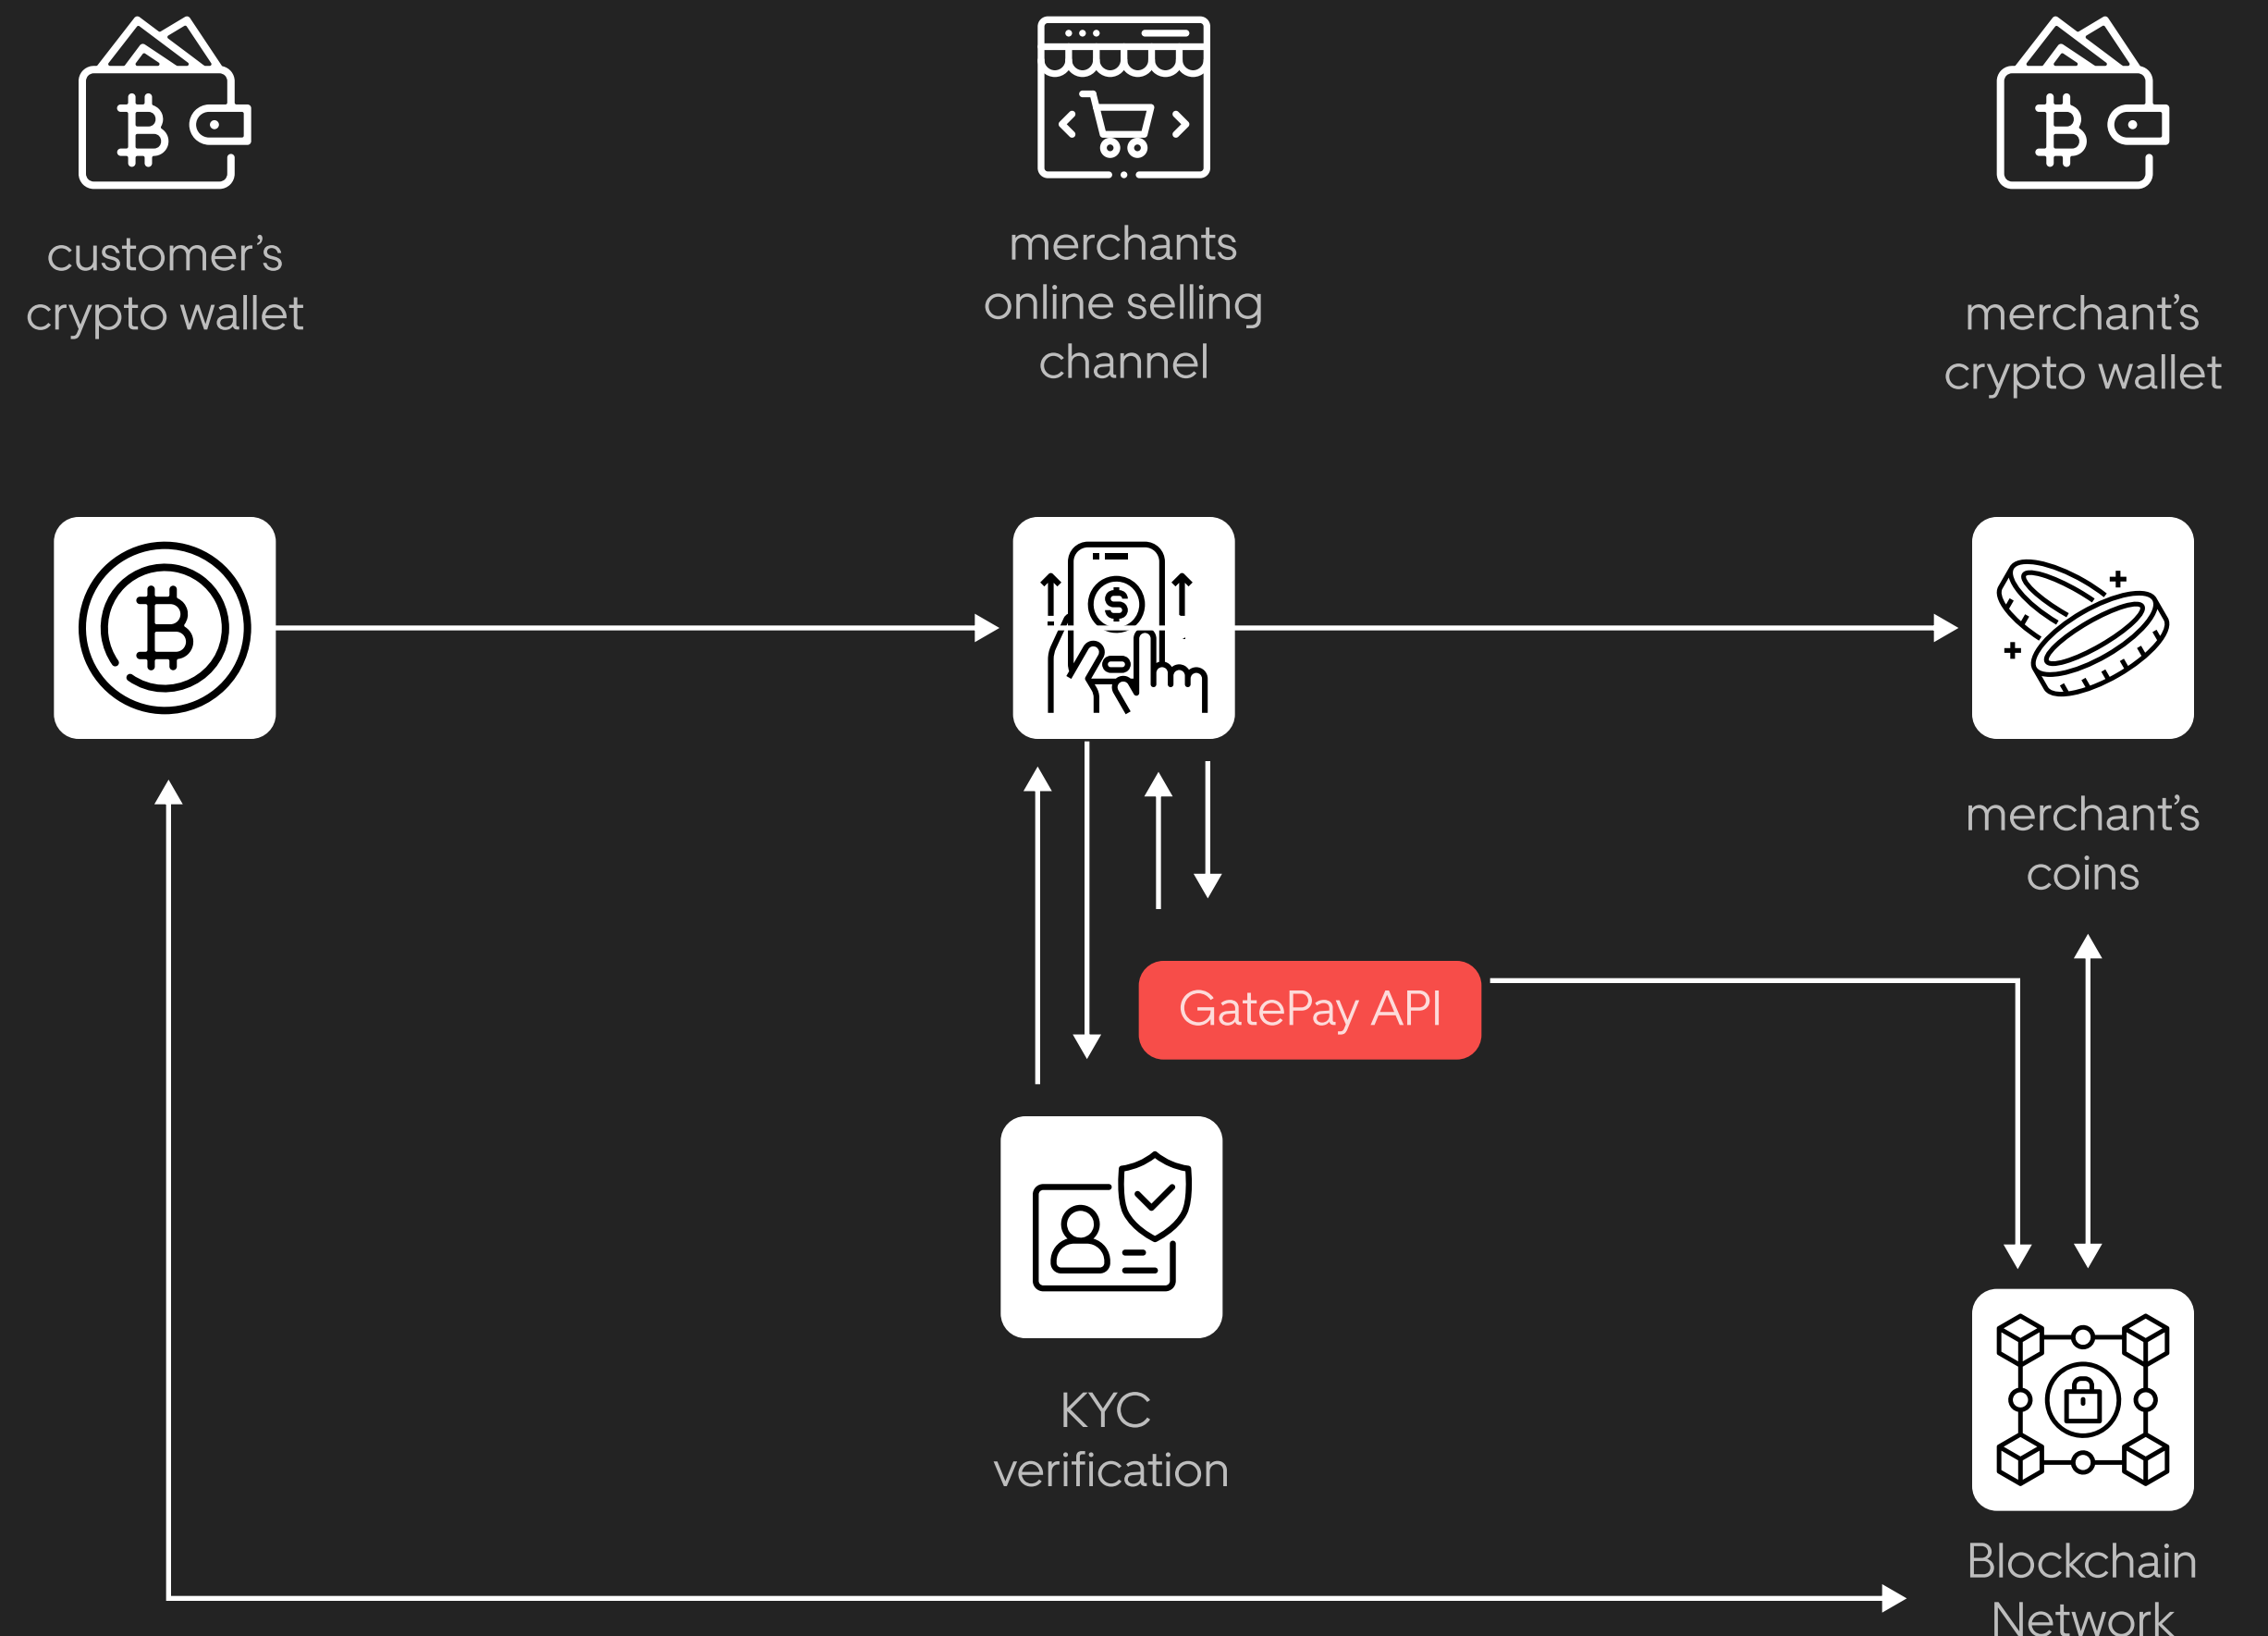 customer’s
crypto wallet
merchants
online selling
channel
merchant’s
crypto wallet
merchant’s
coins
GatePay API
KYC
verification
Blockchain
Network